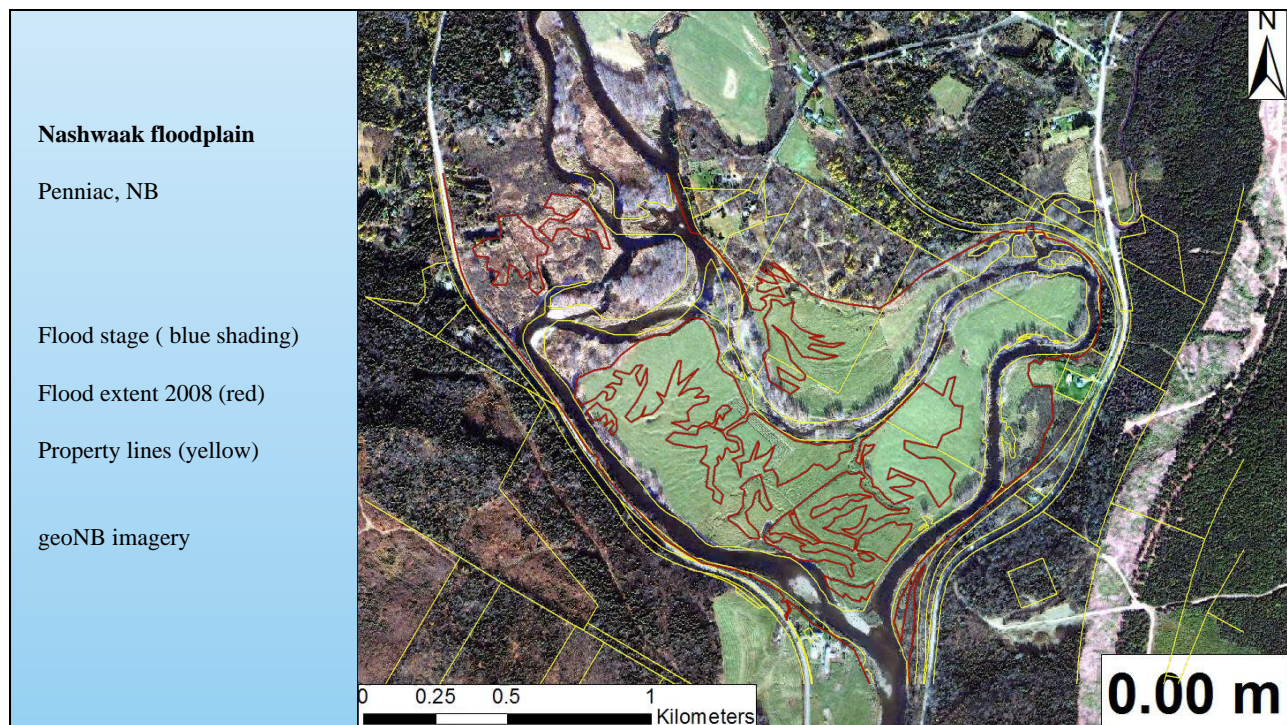 Nashwaak floodplain
Penniac, NB
Flood stage ( blue shading)
Flood extent 2008 (red)
Property lines (yellow)
geoNB imagery
N
0 0.25 0.5 1
Kilometers
0.00 m